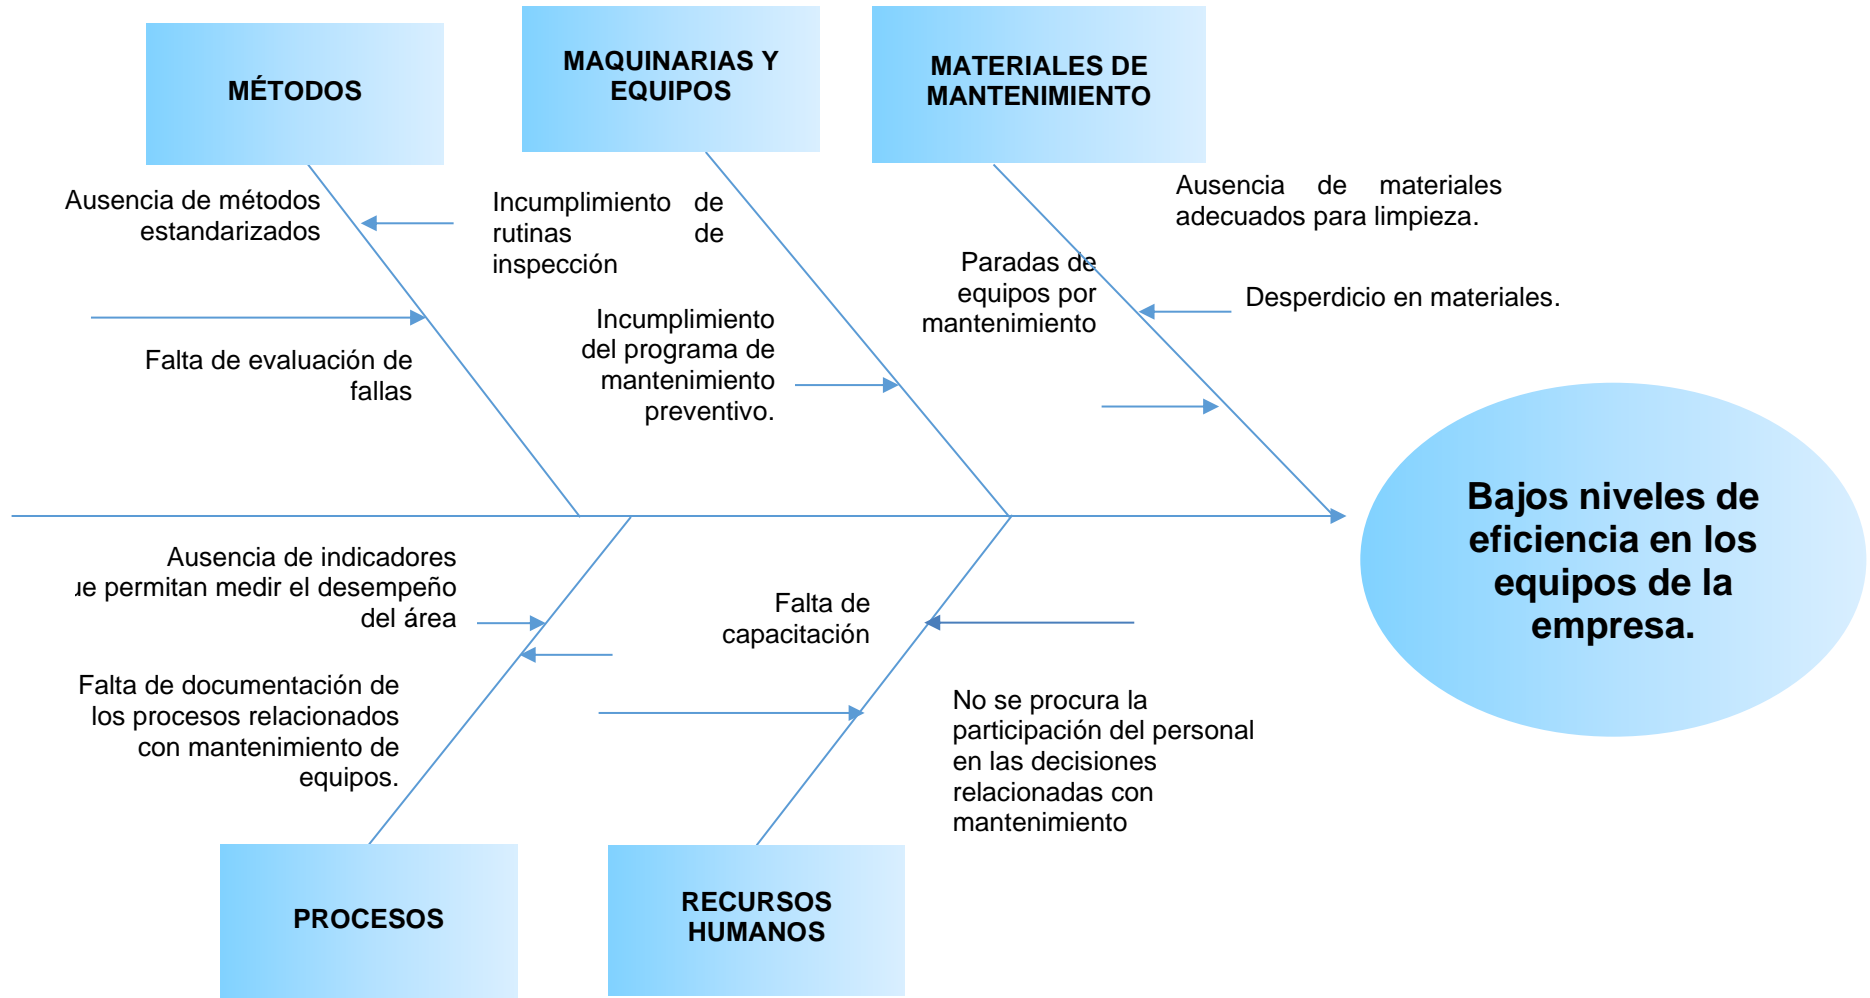 MÉTODOS
MAQUINARIAS Y
EQUIPOS
MATERIALES DE
MANTENIMIENTO
Ausencia de métodos
estandarizados
Incumplimiento de
rutinas de
inspección
Ausencia de materiales
adecuados para limpieza.
Paradas de
equipos por
mantenimiento
Desperdicio en materiales.
Incumplimiento
del programa de
mantenimiento
preventivo.
Falta de evaluación de
fallas
Bajos niveles de
eficiencia en los
equipos de la
empresa.
Ausencia de indicadores
permitan medir el desempeño
del área
Falta de
capacitación
Falta de documentación de
los procesos relacionados
con mantenimiento de
equipos.
No se procura la
participación del personal
en las decisiones
relacionadas con
mantenimiento
PROCESOS
RECURSOS
HUMANOS